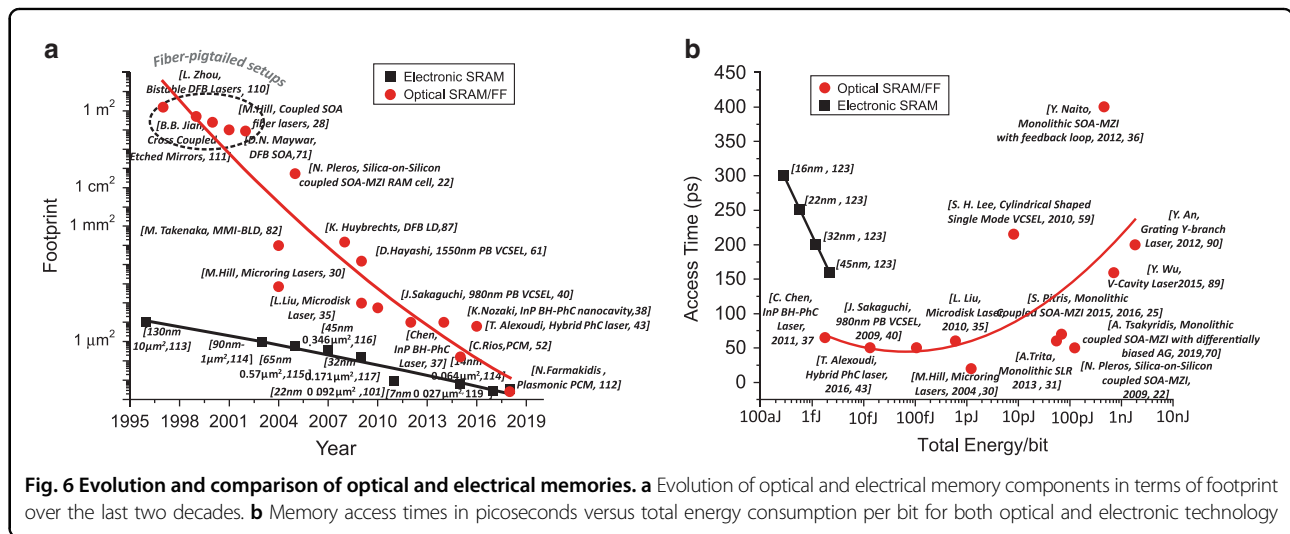 a
Fiber-pigtailed setups
[L. Zhou,
Bistable DFB Lasers, 110]
[M.Hill, Coupled SOA
fiber lasers, 28]
[B.B. Jian,
Cross Coupled
Etched Mirrors, 111]
[D.N. Maywar,
DFB SOA,71]
Electronic SRAM
Optical SRAM/FF
[N. Pleros, Silica-on-Silicon
coupled SOA-MZI RAM cell, 22]
[M. Takenaka, MMI-BLD, 82]
[K. Huybrechts, DFB LD,87]
[D.Hayashi, 1550nm PB VCSEL, 61]
[M.Hill, Microring Lasers, 30]
[L.Liu, Microdisk
Laser, 35]
[J.Sakaguchi, 980nm PB VCSEL, 40]
[K.Nozaki, InP BH-PhC nanocavity,38]
[T. Alexoudi, Hybrid PhC laser, 43]
[Chen,
InP BH-PhC
Laser, 37]
[C.Rios,PCM, 52]
[N.Farmakidis ,
Plasmonic PCM, 112]
[130nm
10μm²,113]
[90nm-
1μm²,114]
[65nm
0.57μm²,115]
[45nm
0.346μm²,116]
[32nm
0.171μm²,117]
[22nm 0.092μm² ,101]
[14nm
0.064μm²,114]
[7nm 0 027μm² 119
Footprint
1 m²
1 cm²
1 mm²
1 μm²
1995 1998 2001 2004 2007 2010 2013 2016 2019
Year
b
Optical SRAM/FF
Electronic SRAM
[Y. Naito,
Monolithic SOA-MZI
with feedback loop, 2012, 36]
[16nm , 123]
[22nm , 123]
[32nm , 123]
[45nm, 123]
[S. H. Lee, Cylindrical Shaped
Single Mode VCSEL, 2010, 59]
[Y. An,
Grating Y-branch
Laser, 2012, 90]
[Y. Wu,
V-Cavity Laser2015, 89]
[C. Chen,
InP BH-PhC
Laser,
2011, 37
[J. Sakaguchi,
980nm PB VCSEL
2009, 40]
[L. Liu,
Microdisk Laser
2010, 35]
[S. Pitris, Monolithic
Coupled SOA-MZI 2015, 2016, 25]
[A. Tsakyridis, Monolithic
coupled SOA-MZI with differentially
biased AG, 2019,70]
[T. Alexoudi,
Hybrid PhC laser,
2016, 43]
[M.Hill, Microring
Lasers, 2004 ,30]
[A.Trita,
Monolithic SLR
2013 , 31]
[N. Pleros, Silica-on-Silicon
coupled SOA-MZI,
2009, 22]
Access Time (ps)
450
400
350
300
250
200
150
100
50
0
100aJ 1fJ 10fJ 100fJ 1pJ 10pJ 100pJ 1nJ 10nJ
Total Energy/bit
Fig. 6 Evolution and comparison of optical and electrical memories. a Evolution of optical and electrical memory components in terms of footprint
over the last two decades. b Memory access times in picoseconds versus total energy consumption per bit for both optical and electronic technology